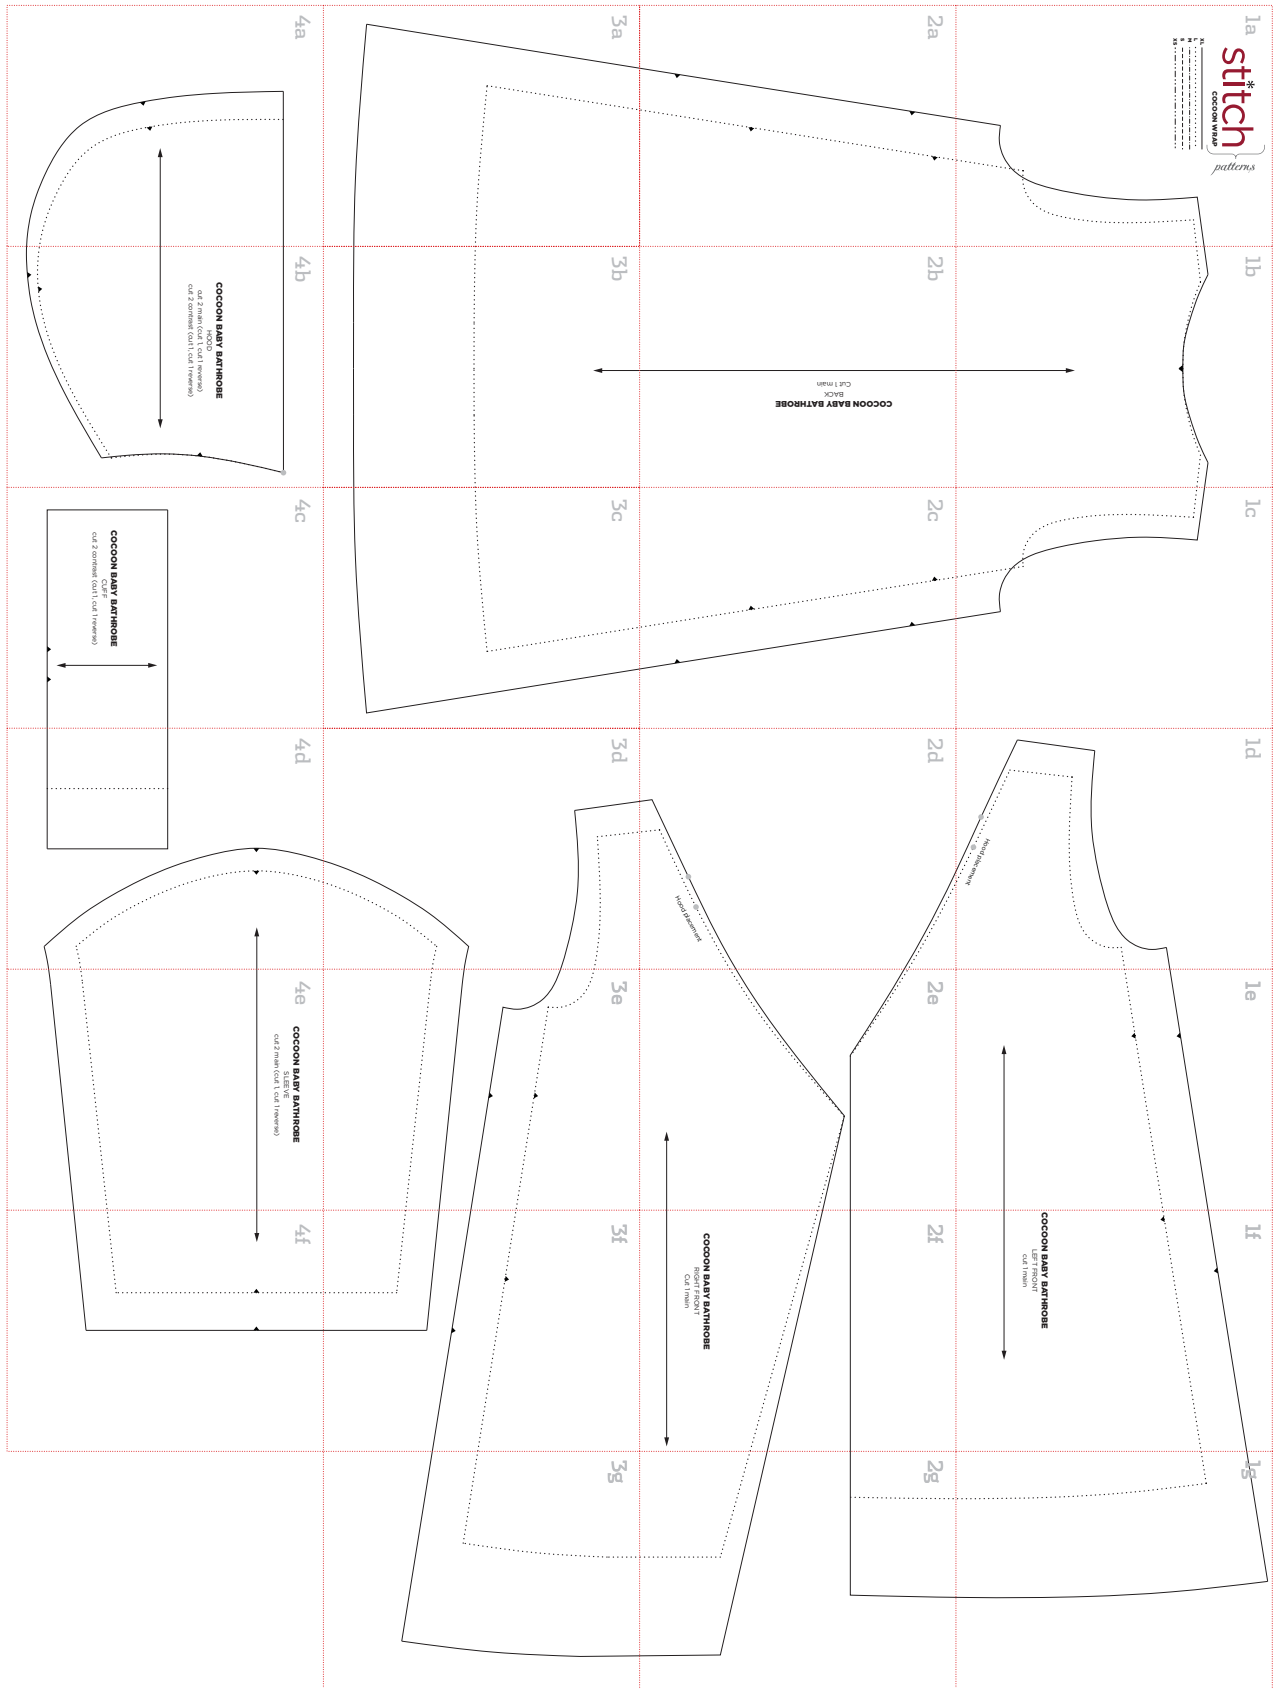 stitch*
COCOON WRAP
patterns
XL
L
M
S
XS
1a
2a
3a
4a
1b
2b
3b
4b
COCOON BABY BATHROBE
HOOD
cut 2 main (cut 1, cut 1 reverse)
cut 2 contrast (cut 1, cut 1 reverse)
COCOON BABY BATHROBE
BACK
Cut 1 main
1c
2c
3c
4c
COCOON BABY BATHROBE
CUFF
cut 2 contrast (cut 1, cut 1 reverse)
1d
2d
3d
4d
Hood placement
Hood placement
1e
2e
3e
4e
COCOON BABY BATHROBE
SLEEVE
cut 2 main (cut 1, cut 1 reverse)
1f
2f
3f
4f
COCOON BABY BATHROBE
LEFT FRONT
cut 1 main
COCOON BABY BATHROBE
RIGHT FRONT
Cut 1 main
1g
2g
3g